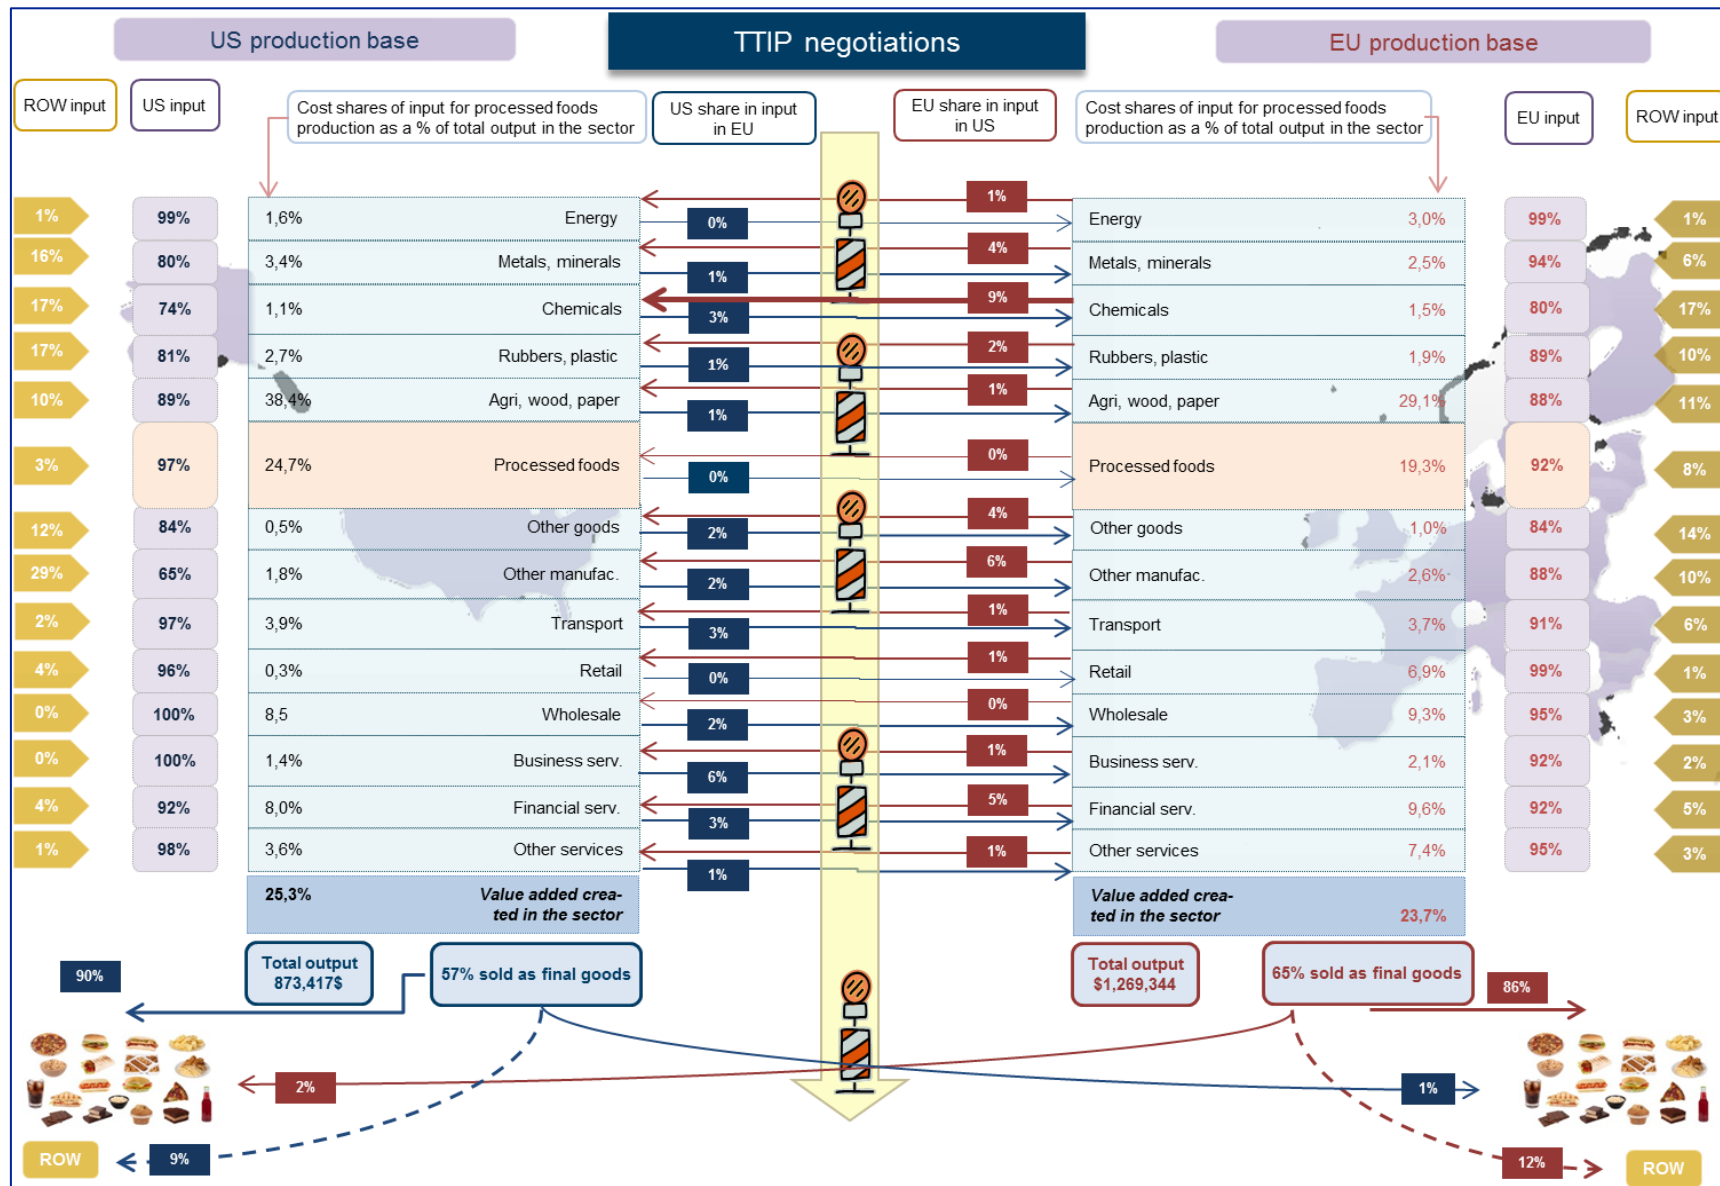 US production base
TTIP negotiations
EU production base
ROW input
US input
Cost shares of input for processed foods
production as a % of total output in the sector
US share in input
in EU
EU share in input
in US
Cost shares of input for processed foods
production as a % of total output in the sector
EU input
ROW input
1% 99% 1,6% Energy 0% 1% Energy 3,0% 99% 1%
16% 80% 3,4% Metals, minerals 1% 4% Metals, minerals 2,5% 94% 6%
17% 74% 1,1% Chemicals 3% 9% Chemicals 1,5% 80% 17%
17% 81% 2,7% Rubbers, plastic 1% 2% Rubbers, plastic 1,9% 89% 10%
10% 89% 38,4% Agri, wood, paper 1% 1% Agri, wood, paper 29,1% 88% 11%
3% 97% 24,7% Processed foods 0% 0% Processed foods 19,3% 92% 8%
12% 84% 0,5% Other goods 2% 4% Other goods 1,0% 84% 14%
29% 65% 1,8% Other manufac. 2% 6% Other manufac. 2,6% 88% 10%
2% 97% 3,9% Transport 3% 1% Transport 3,7% 91% 6%
4% 96% 0,3% Retail 0% 1% Retail 6,9% 99% 1%
0% 100% 8,5 Wholesale 2% 0% Wholesale 9,3% 95% 3%
0% 100% 1,4% Business serv. 6% 1% Business serv. 2,1% 92% 2%
4% 92% 8,0% Financial serv. 3% 5% Financial serv. 9,6% 92% 5%
1% 98% 3,6% Other services 1% 1% Other services 7,4% 95% 3%
25,3% Value added crea-
ted in the sector
Value added crea-
ted in the sector 23,7%
Total output
873,417$
57% sold as final goods
Total output
$1,269,344
65% sold as final goods
90%
86%
2%
1%
ROW
9%
12%
ROW